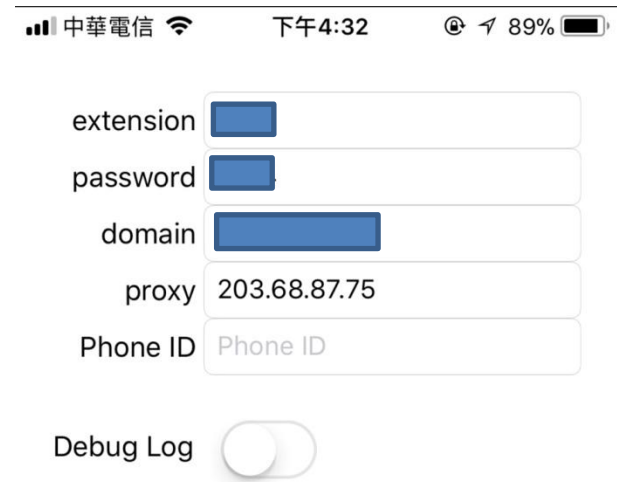 中華電信 下午4:32 89%
extension
password
domain
proxy 203.68.87.75
Phone ID Phone ID
Debug Log